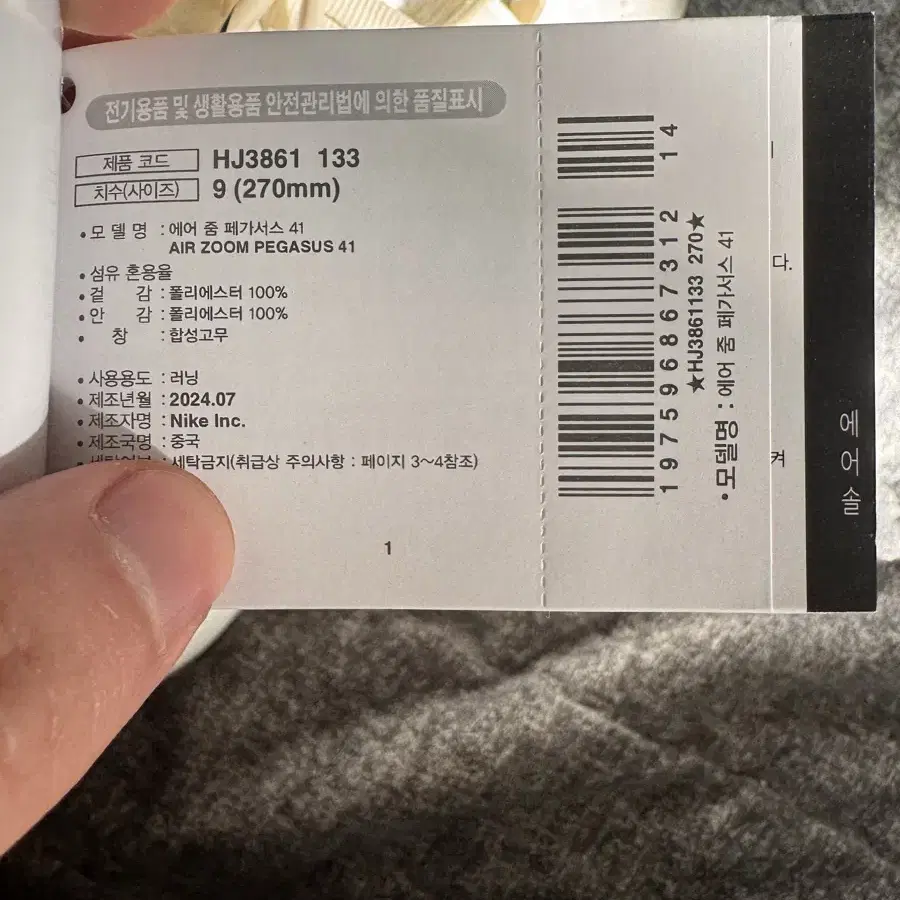 전기용품 및 생활용품 안전관리법에 의한 품질표시
제품 코드 HJ3861 133
치수(사이즈) 9 (270mm)
• 모 델 명 : 에어 줌 페가서스 41
AIR ZOOM PEGASUS 41
• 섬유 혼용율
• 겉 감 : 폴리에스터 100%
• 안 감 : 폴리에스터 100%
• 창 : 합성고무
• 사용용도 : 러닝
• 제조년월 : 2024.07
• 제조자명 : Nike Inc.
• 제조국명 : 중국
• 세탁여부 : 세탁금지(취급상 주의사항 : 페이지 3~4참조)
1
197596867312 14
★HJ3861133 270★
• 모델명 : 에어 줌 페가서스 41
다.
켜
에어솔